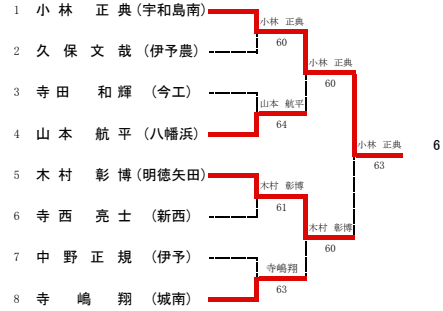 1 小林 正典(宇和島南)
小林 正典
60
2 久保文哉(伊予農)
小林 正典
60
3 寺田 和輝 (今工)
山本 航平
64
4 山本 航平(八幡浜)
小林 正典
63
6
5 木村 彰博(明徳矢田)
木村 彰博
61
6 寺西 亮士 (新西)
木村 彰博
60
7 中野正規(伊予)
寺嶋翔
63
8 寺嶋 翔(城南)